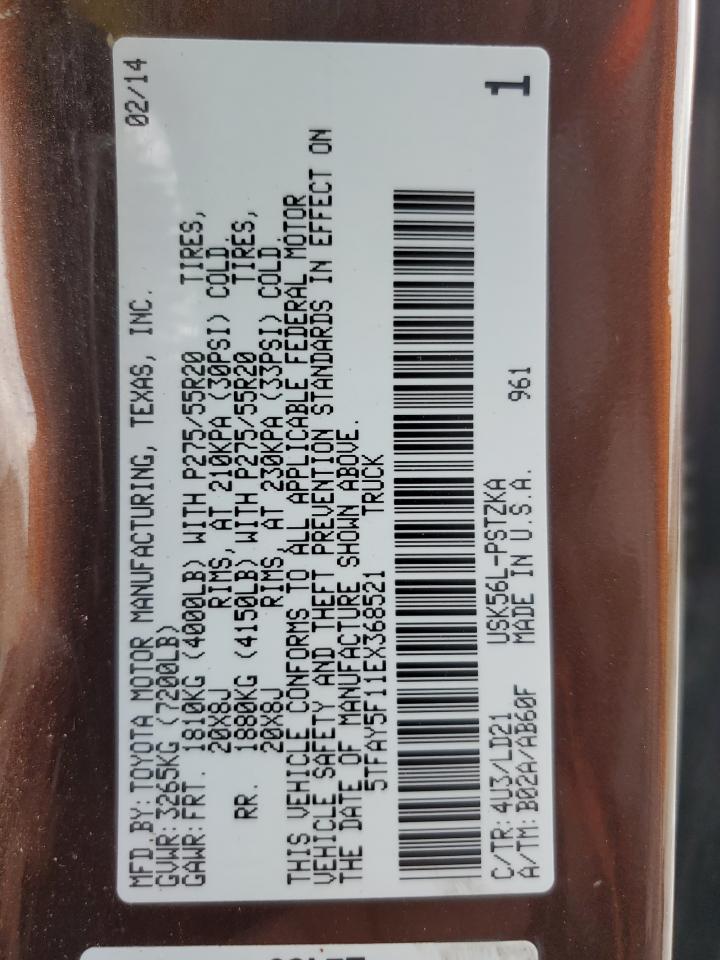 MFD.BY:TOYOTA MOTOR MANUFACTURING, TEXAS, INC. 02/14
GVWR:3265KG (7200LB)
GAWR:FRT. 1810KG (4000LB) WITH P275/55R20 TIRES,
20X8J RIMS, AT 210KPA (30PSI) COLD.
RR. 1880KG (4150LB) WITH P275/55R20 TIRES,
20X8J RIMS, AT 230KPA (33PSI) COLD.
THIS VEHICLE CONFORMS TO ALL APPLICABLE FEDERAL MOTOR
VEHICLE SAFETY AND THEFT PREVENTION STANDARDS IN EFFECT ON
THE DATE OF MANUFACTURE SHOWN ABOVE.
5TFAY5F11EX368521 TRUCK
C/TR:4U3/LD21 USK56L-PSTZKA 961 1
A/TM:B02A/AB60F MADE IN U.S.A.